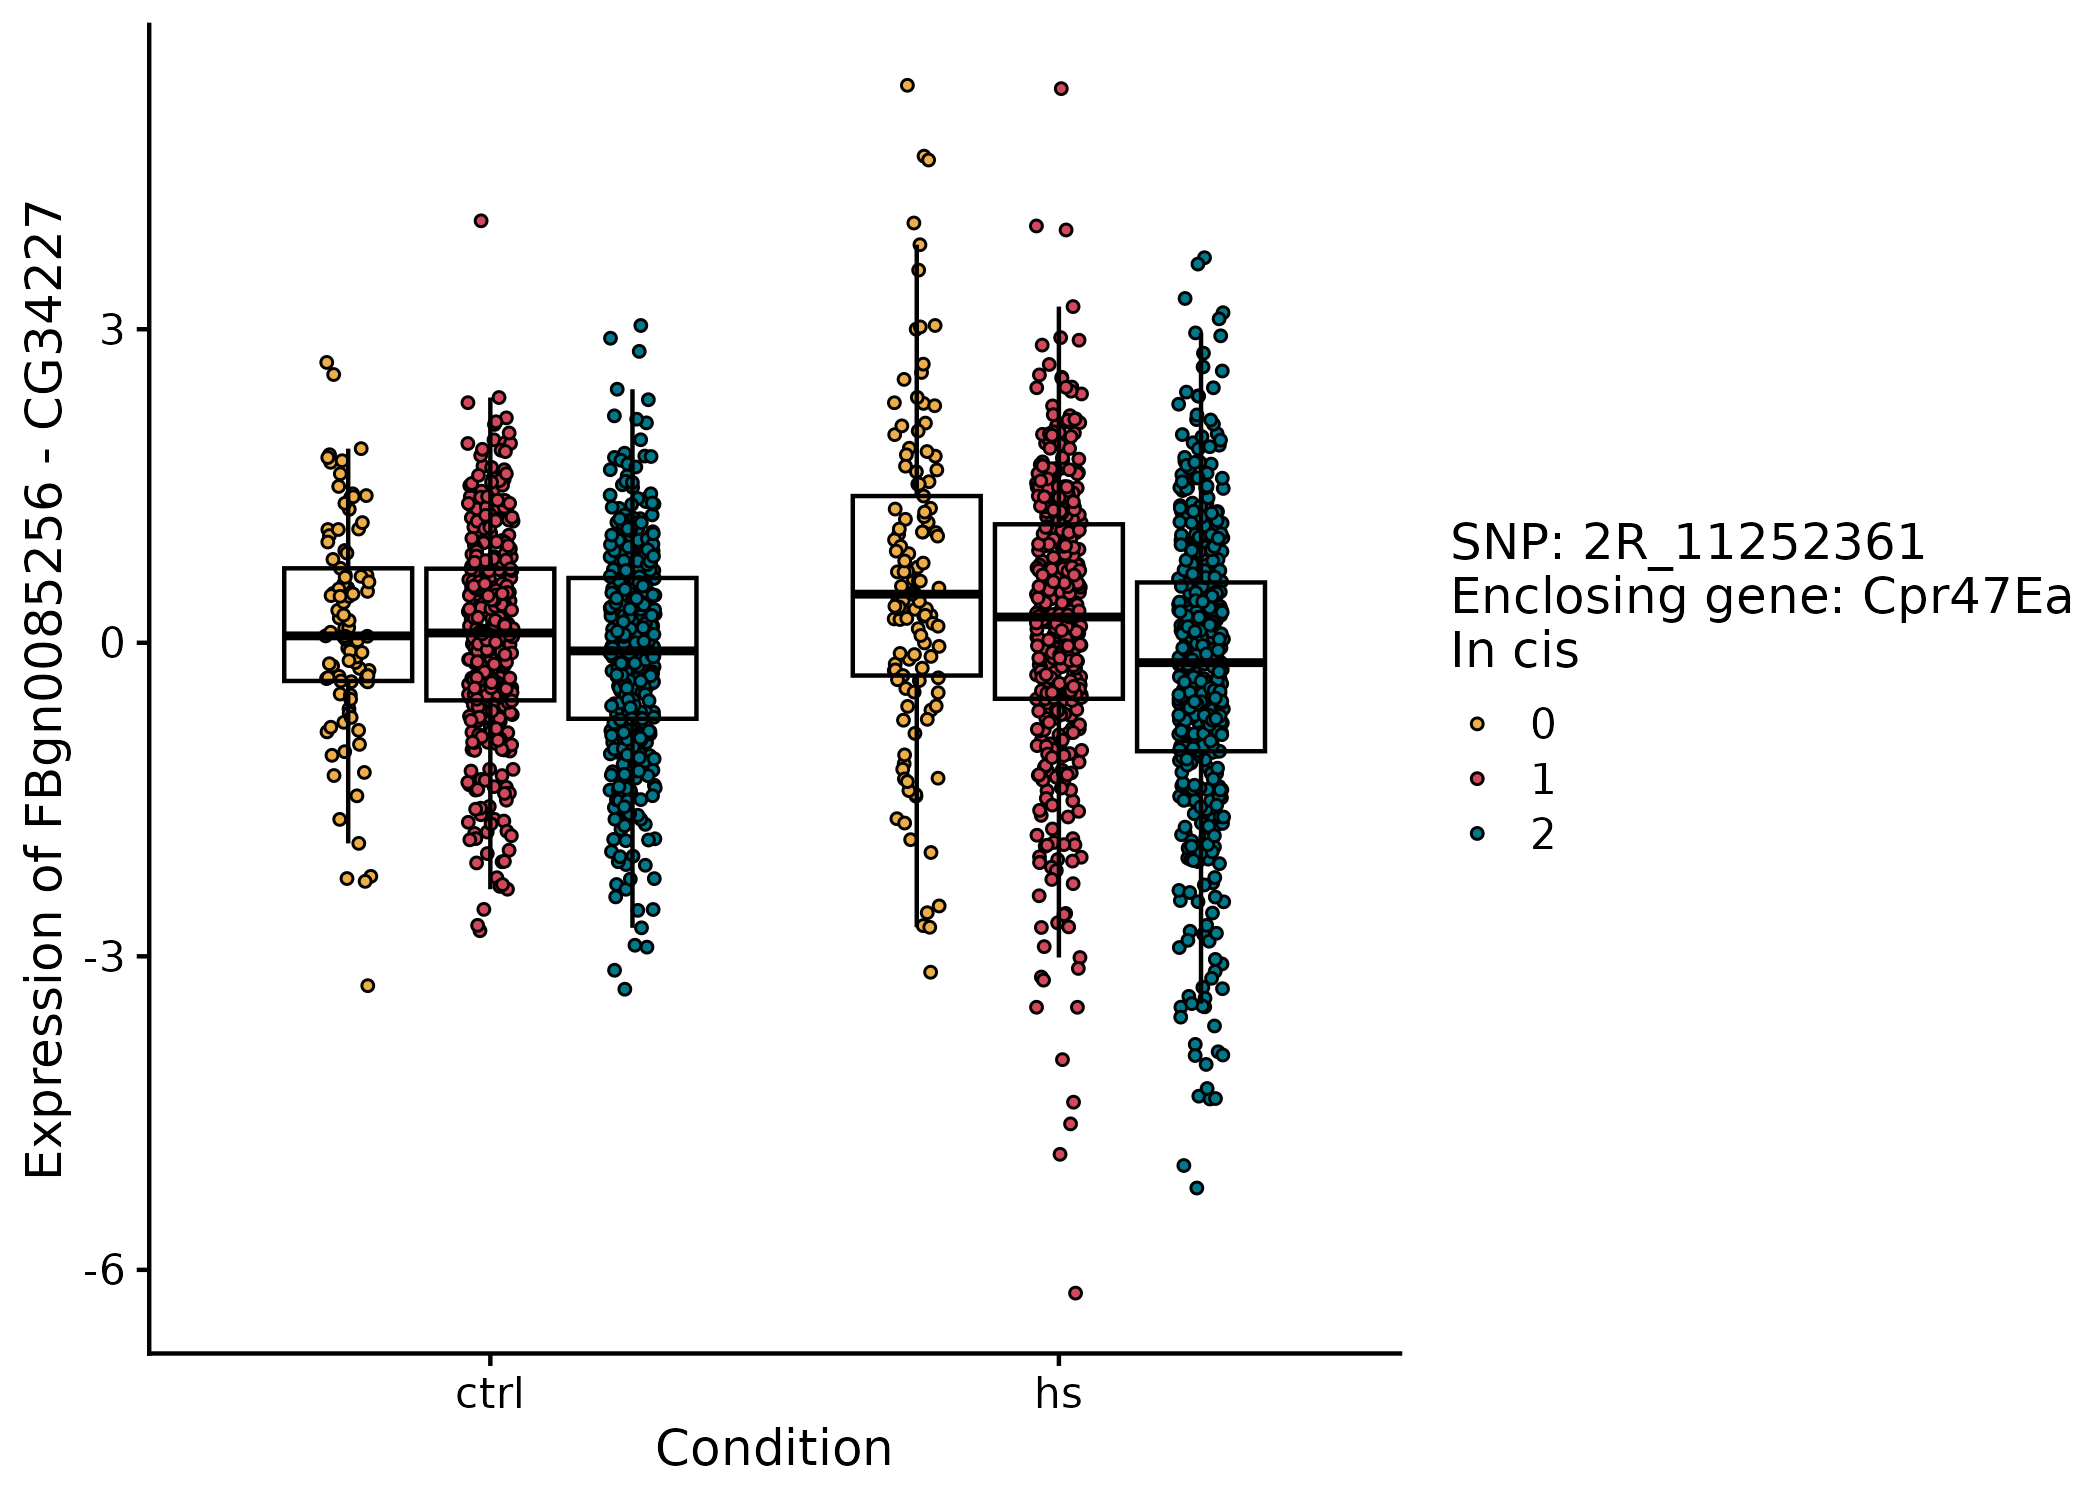 Expression of FBgn0085256 - CG34227
3
0
-3
-6
ctrl
hs
Condition
SNP: 2R_11252361
Enclosing gene: Cpr47Ea
In cis
0
1
2